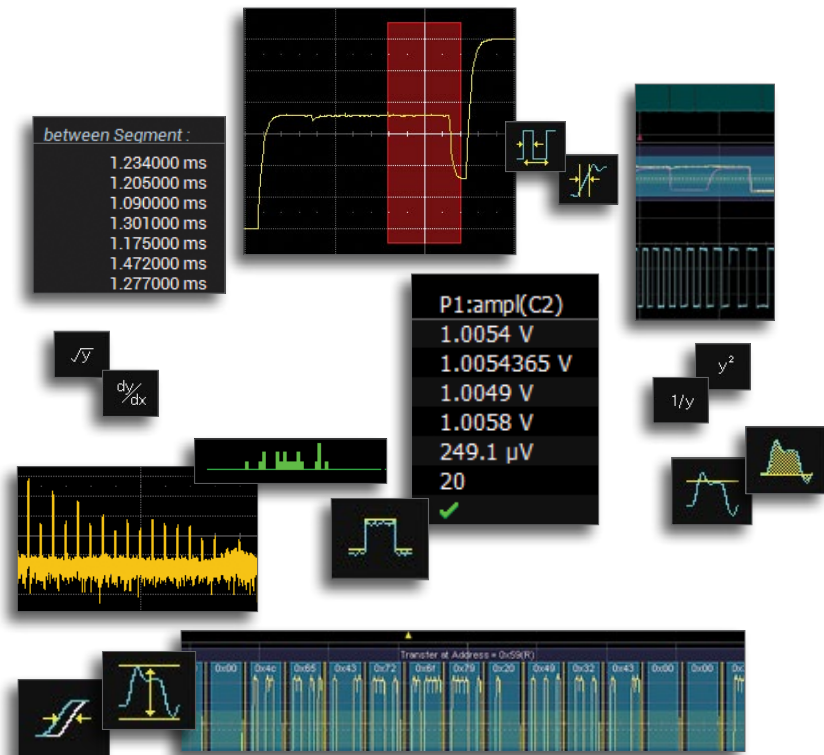 between Segment :
1.234000 ms
1.205000 ms
1.090000 ms
1.301000 ms
1.175000 ms
1.472000 ms
1.277000 ms
P1:ampl(C2)
1.0054 V
1.0054365 V
1.0049 V
1.0058 V
249.1 µV
20
√y
dy/dx
y²
1/y
Transfer at Address = 0x59(R)
0x00 0x4c 0x65 0x43 0x72 0x6f 0x79 0x20 0x49 0x32 0x43 0x00 0x00